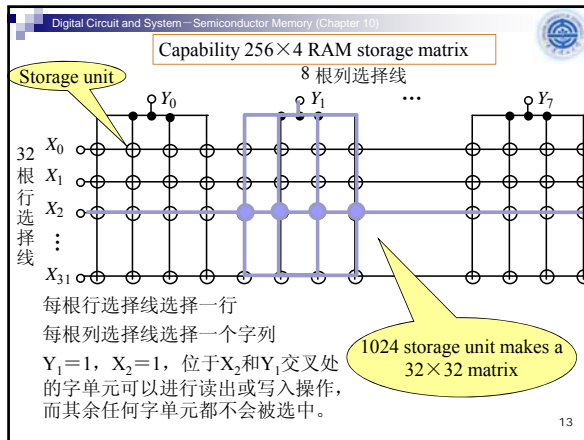 Digital Circuit and System－Semiconductor Memory (Chapter 10)
Capability 256×4 RAM storage matrix
8 根列选择线
Storage unit
Y0
Y1
…
Y7
32根行选择线
X0
X1
X2
⋮
X31
每根行选择线选择一行
每根列选择线选择一个字列
Y1＝1，X2＝1，位于X2和Y1交叉处
的字单元可以进行读出或写入操作，
而其余任何字单元都不会被选中。
1024 storage unit makes a
32×32 matrix
13